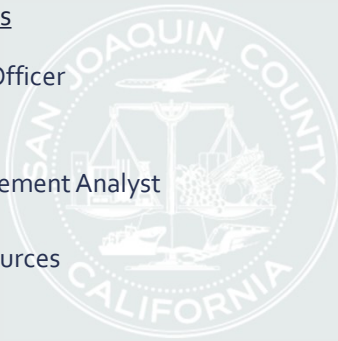 s
Officer
ement Analyst
urces
SAN JOAQUIN COUNTY
CALIFORNIA